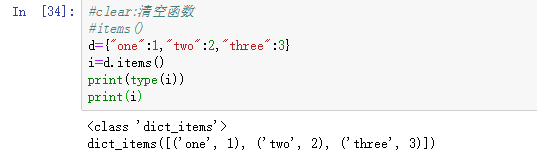 In [34]: #clear:清空函数
#items()
d={"one":1,"two":2,"three":3}
i=d.items()
print(type(i))
print(i)
<class 'dict_items'>
dict_items([('one', 1), ('two', 2), ('three', 3)])